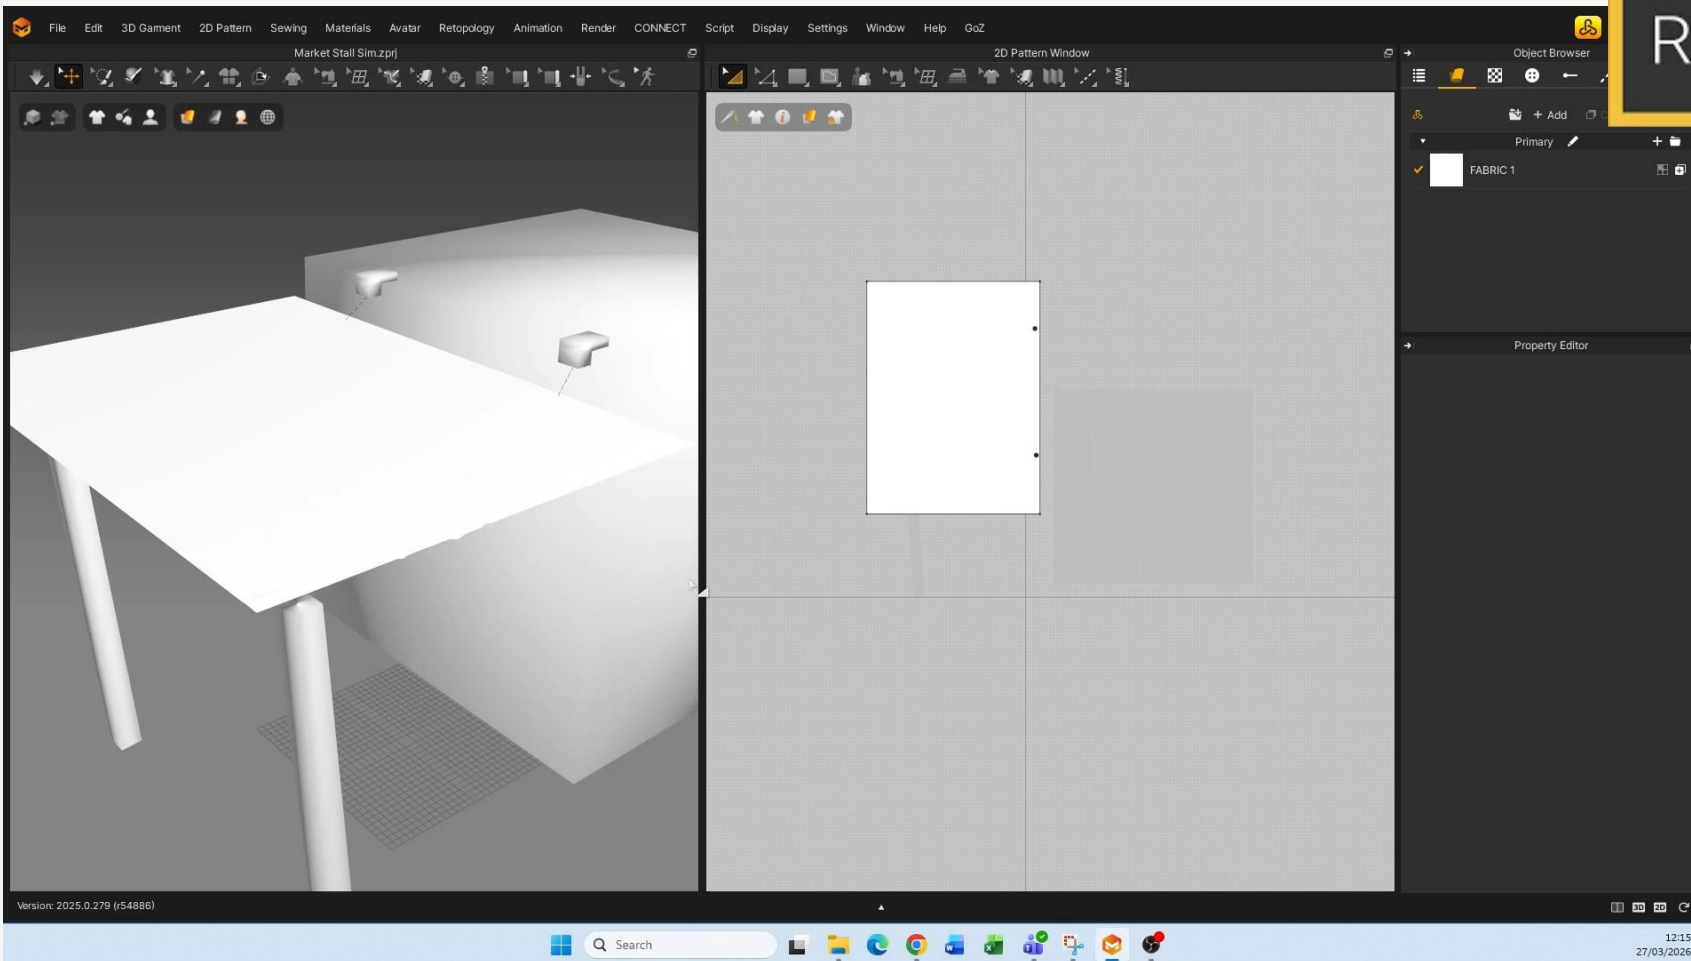 File Edit 3D Garment 2D Pattern Sewing Materials Avatar Retopology Animation Render CONNECT Script Display Settings Window Help GoZ
R
Market Stall Sim.zprj
2D Pattern Window
Object Browser
+ Add
Primary
FABRIC 1
Property Editor
Version: 2025.0.279 (r54886)
3D 2D
Search
12:15
27/03/2026